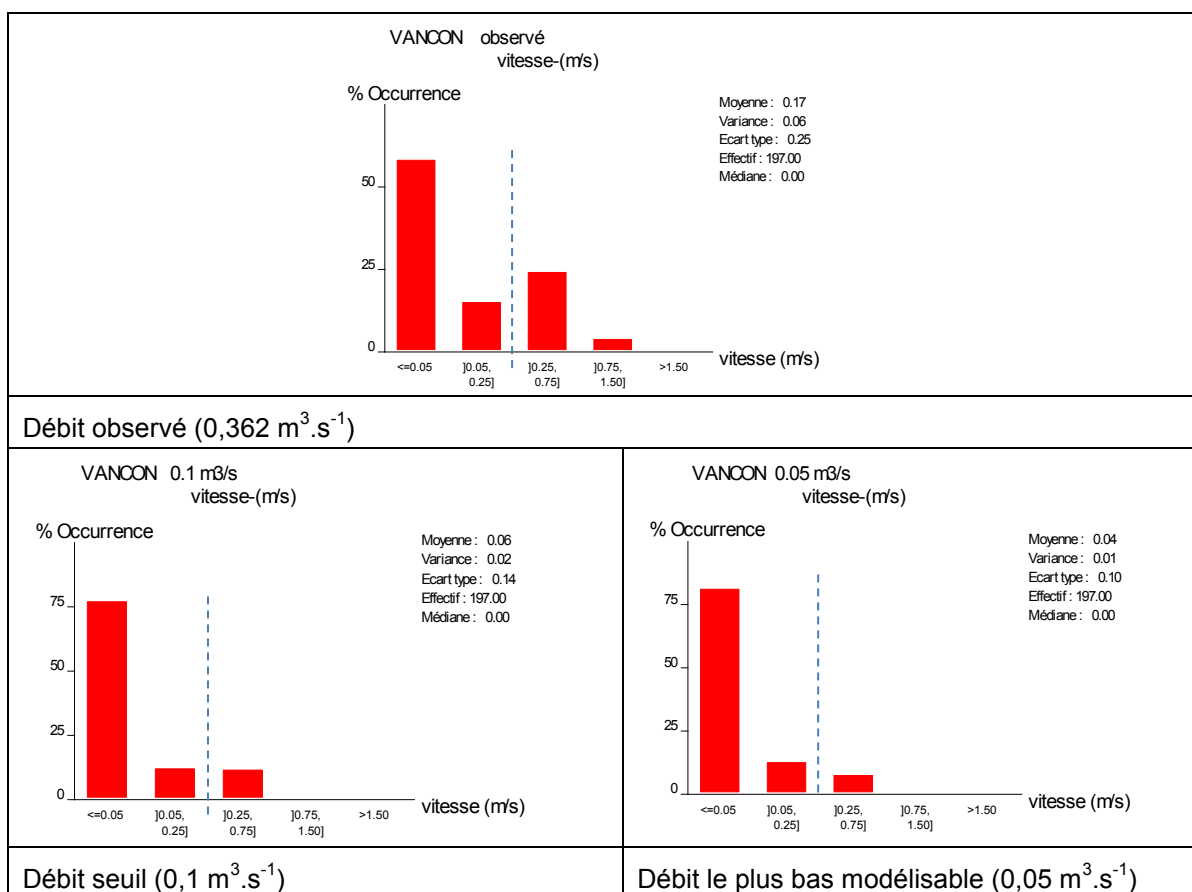 VANCON observé
vitesse-(m/s)
% Occurrence
Moyenne : 0.17
Variance : 0.06
Ecart type : 0.25
Effectif : 197.00
Médiane : 0.00
50
25
0
<=0.05 ]0.05, 0.25] ]0.25, 0.75] ]0.75, 1.50] >1.50
vitesse (m/s)
Débit observé (0,362 m³.s⁻¹)
VANCON 0.1 m3/s
vitesse-(m/s)
% Occurrence
Moyenne : 0.06
Variance : 0.02
Ecart type : 0.14
Effectif : 197.00
Médiane : 0.00
75
50
25
0
<=0.05 ]0.05, 0.25] ]0.25, 0.75] ]0.75, 1.50] >1.50
vitesse (m/s)
Débit seuil (0,1 m³.s⁻¹)
VANCON 0.05 m3/s
vitesse-(m/s)
% Occurrence
Moyenne : 0.04
Variance : 0.01
Ecart type : 0.10
Effectif : 197.00
Médiane : 0.00
75
50
25
0
<=0.05 ]0.05, 0.25] ]0.25, 0.75] ]0.75, 1.50] >1.50
vitesse (m/s)
Débit le plus bas modélisable (0,05 m³.s⁻¹)